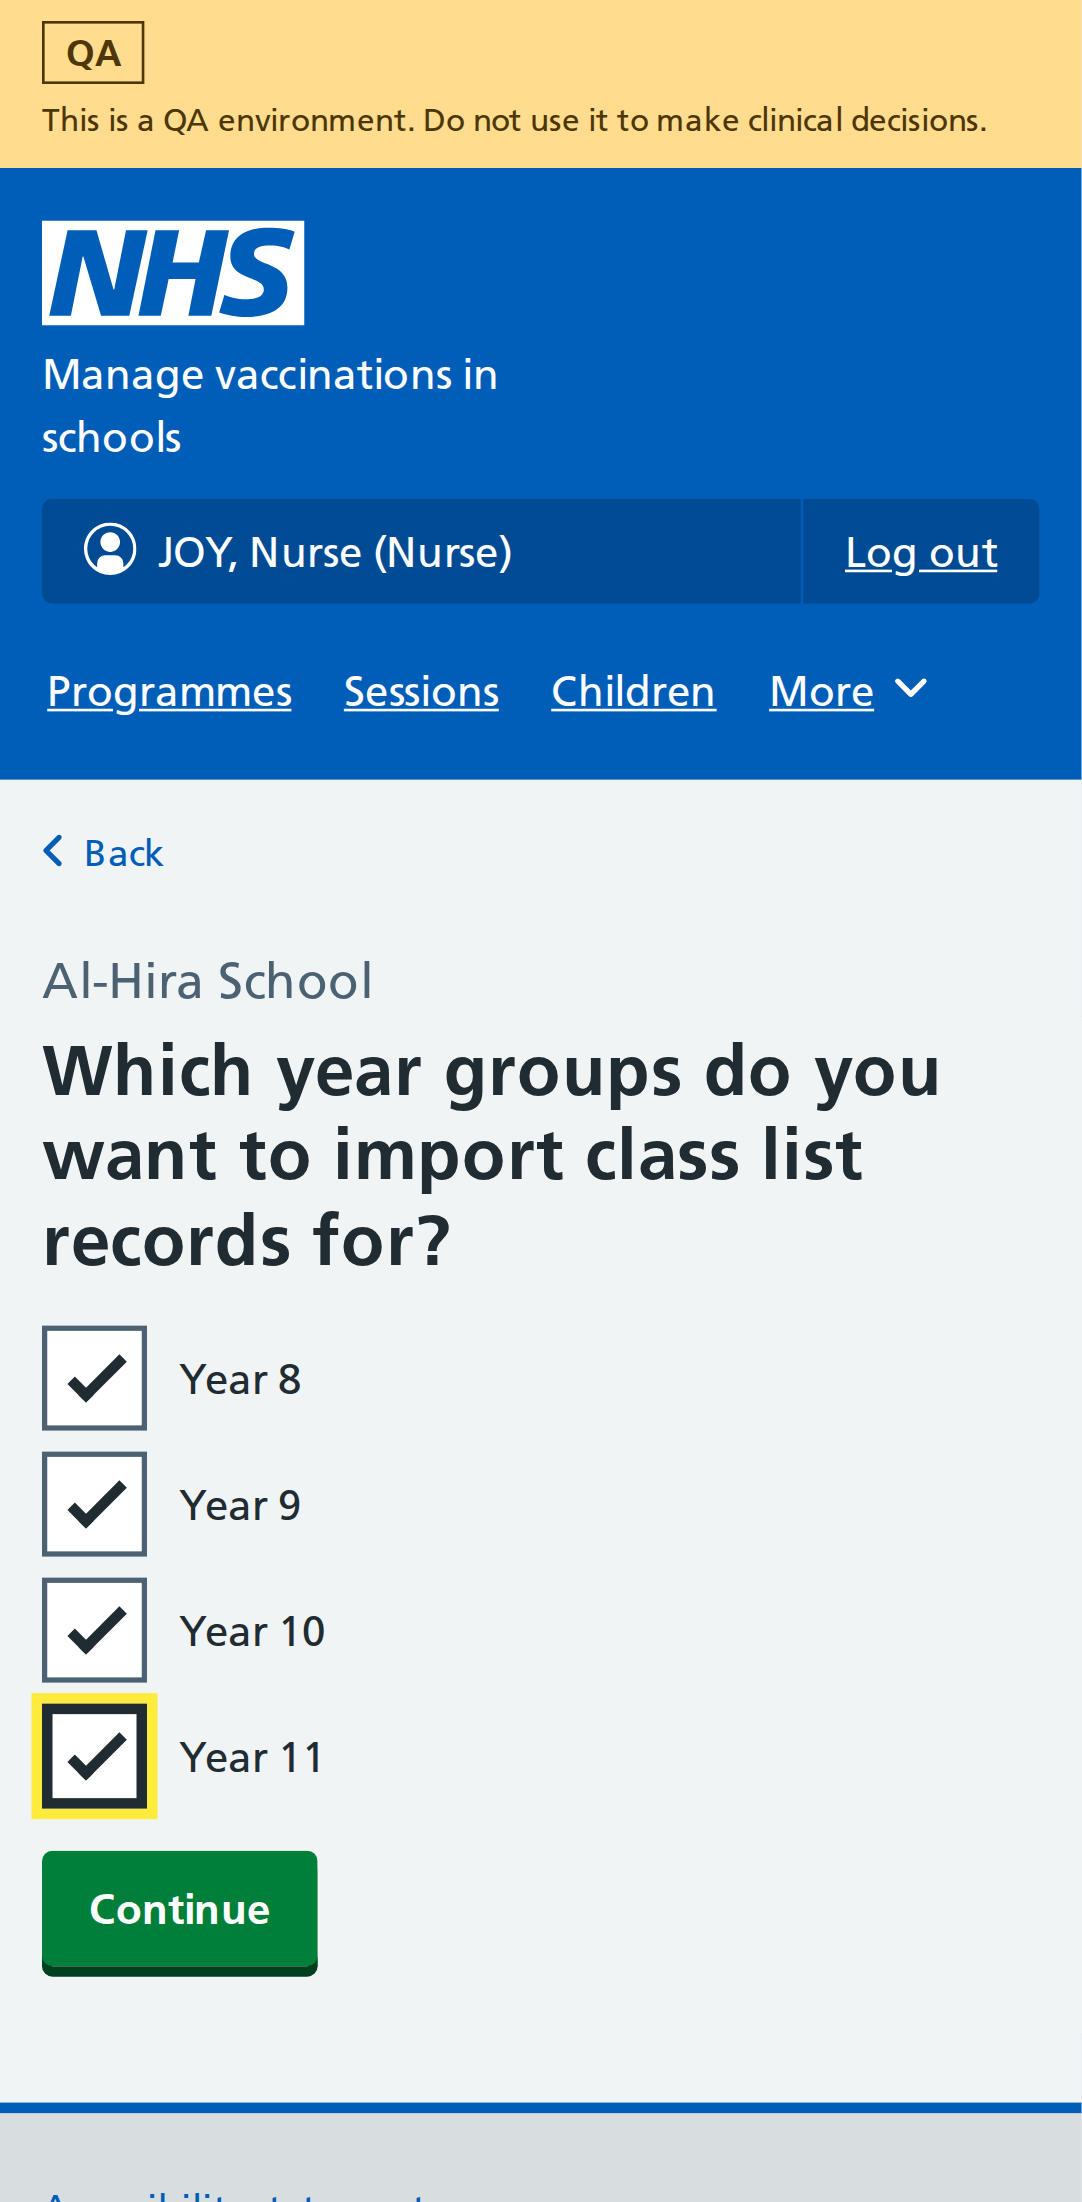 QA
This is a QA environment. Do not use it to make clinical decisions.
NHS
Manage vaccinations in
schools
JOY, Nurse (Nurse)
Log out
Programmes Sessions Children More
Back
Al-Hira School
Which year groups do you
want to import class list
records for?
Year 8
Year 9
Year 10
Year 11
Continue